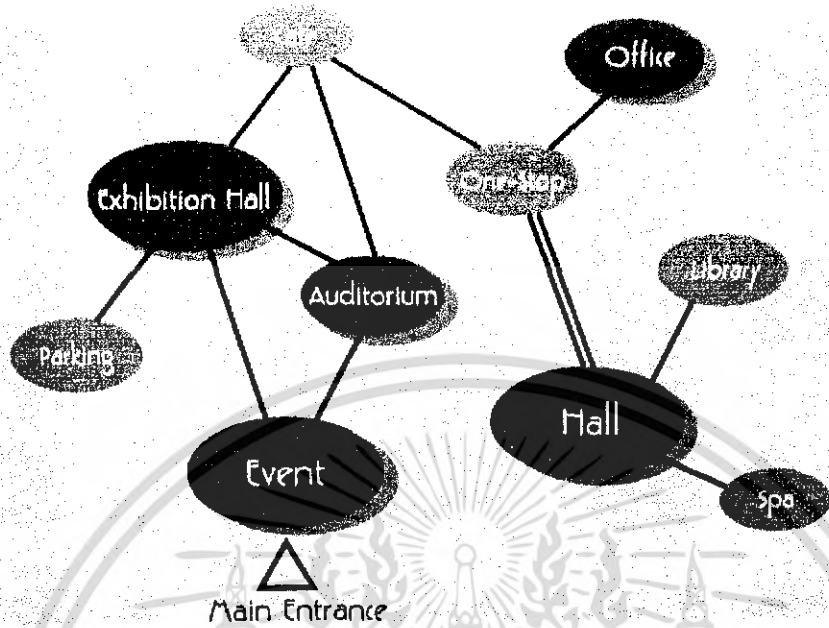 Office
Exhibition Hall
One-Stop
Library
Auditorium
Parking
Hall
Event
Spa
Main Entrance